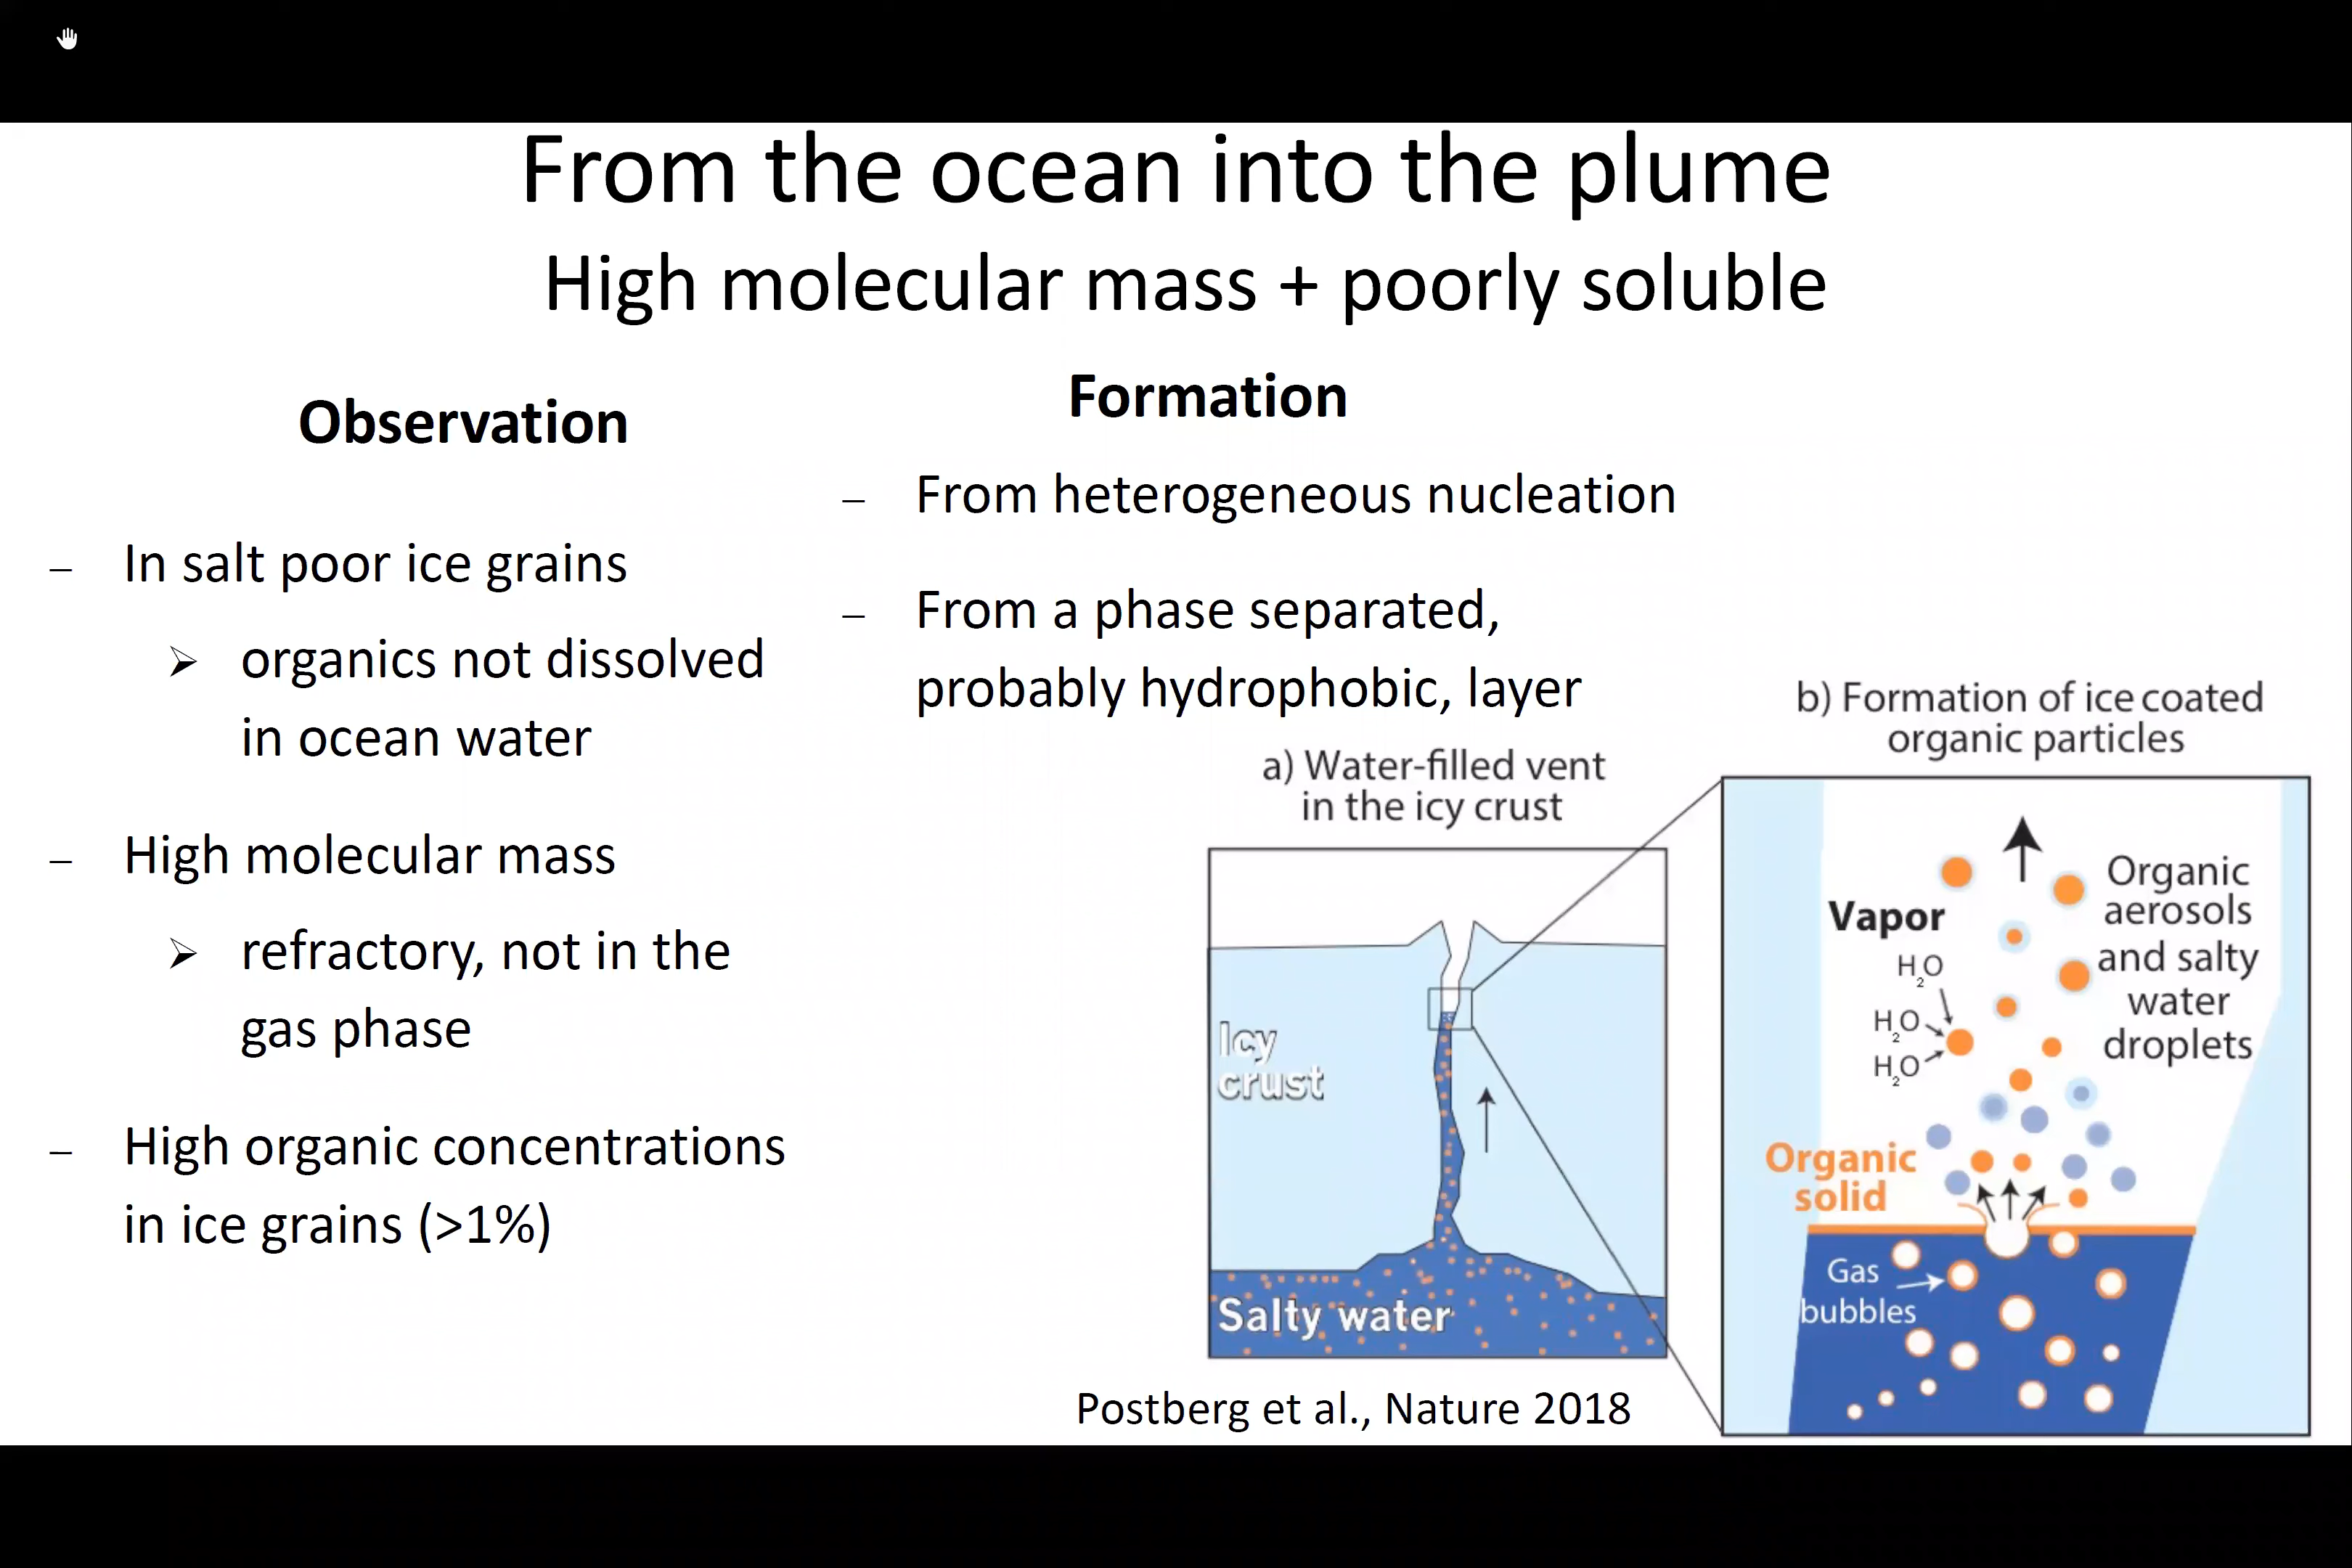 From the ocean into the plume
High molecular mass + poorly soluble
Observation
– In salt poor ice grains
➢ organics not dissolved
in ocean water
– High molecular mass
➢ refractory, not in the
gas phase
– High organic concentrations
in ice grains (>1%)
Formation
– From heterogeneous nucleation
– From a phase separated,
probably hydrophobic, layer
a) Water-filled vent
in the icy crust
Icy
crust
Salty water
Postberg et al., Nature 2018
b) Formation of ice coated
organic particles
Vapor
H₂O
H₂O
H₂O
Organic
aerosols
and salty
water
droplets
Organic
solid
Gas
bubbles